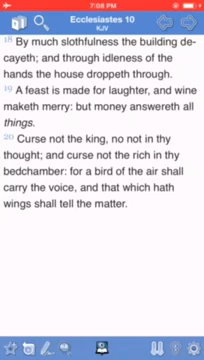 7:08 PM
Ecclesiastes 10
KJV
18 By much slothfulness the building de-
cayeth; and through idleness of the
hands the house droppeth through.
19 A feast is made for laughter, and wine
maketh merry: but money answereth all
things.
20 Curse not the king, no not in thy
thought; and curse not the rich in thy
bedchamber: for a bird of the air shall
carry the voice, and that which hath
wings shall tell the matter.